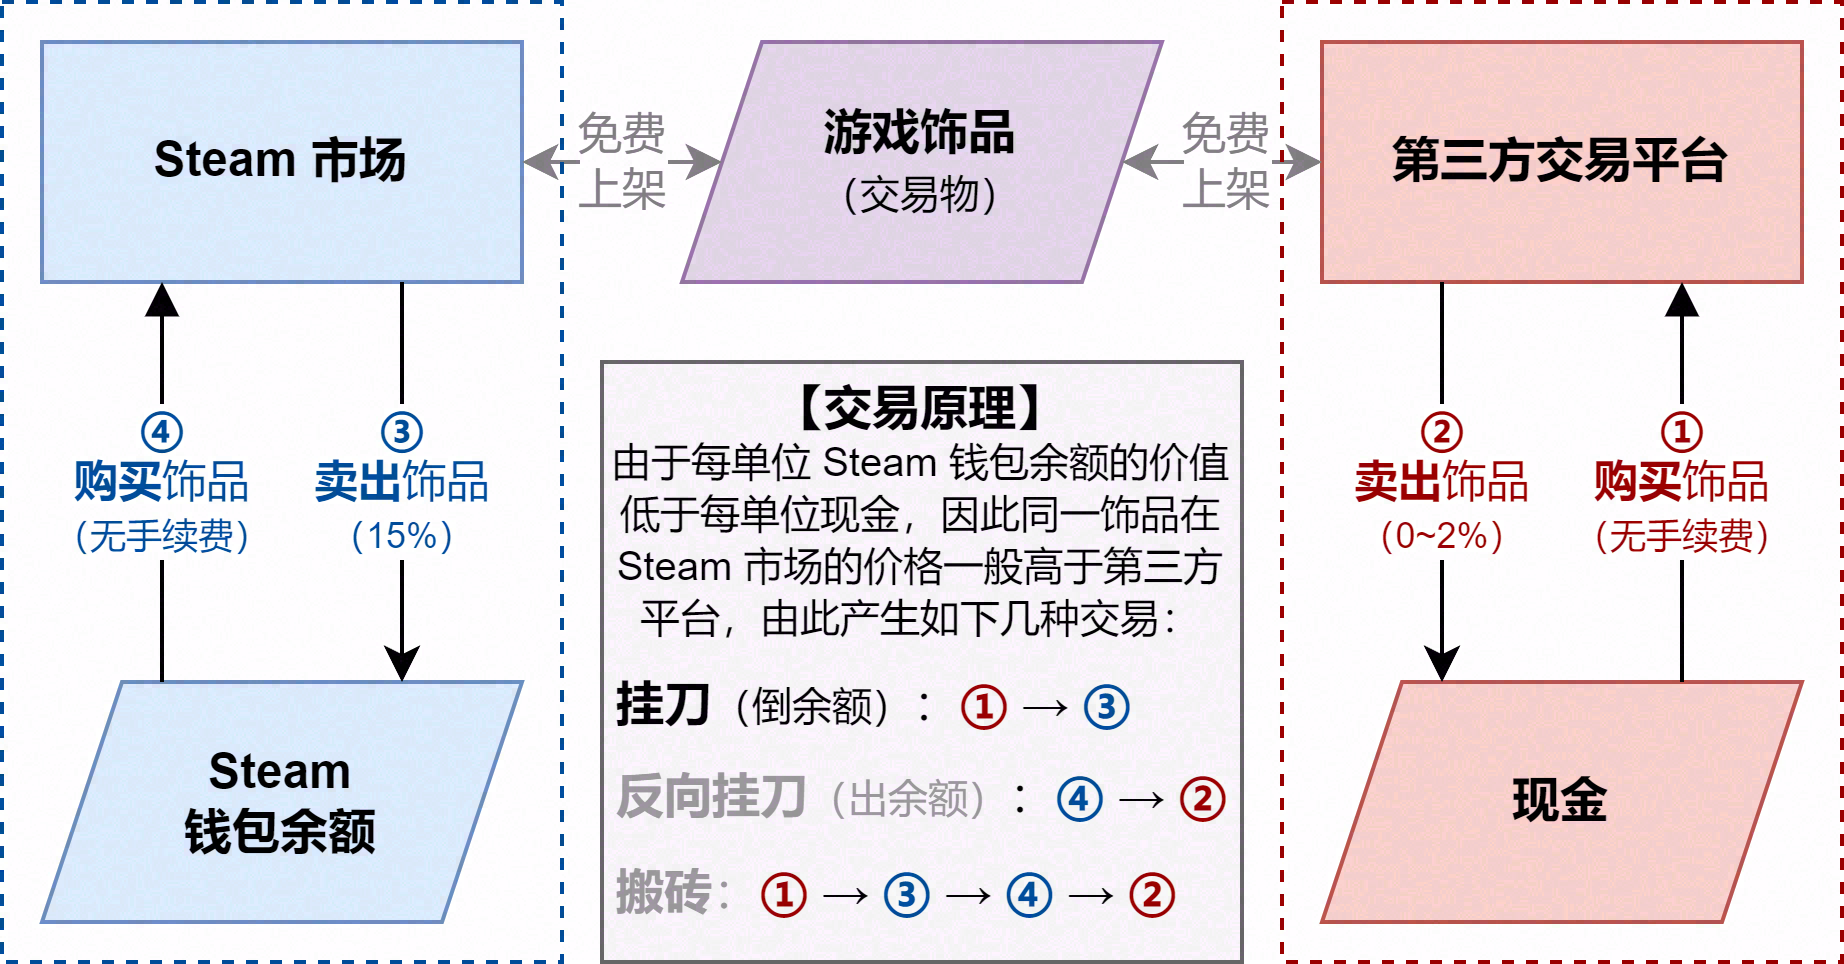 Steam 市场
免费
上架
游戏饰品
（交易物）
免费
上架
第三方交易平台
④
购买饰品
（无手续费）
③
卖出饰品
（15%）
Steam
钱包余额
【交易原理】
由于每单位 Steam 钱包余额的价值
低于每单位现金，因此同一饰品在
Steam 市场的价格一般高于第三方
平台，由此产生如下几种交易：
挂刀（倒余额）：① → ③
反向挂刀（出余额）：④ → ②
搬砖：① → ③ → ④ → ②
②
卖出饰品
（0~2%）
①
购买饰品
（无手续费）
现金